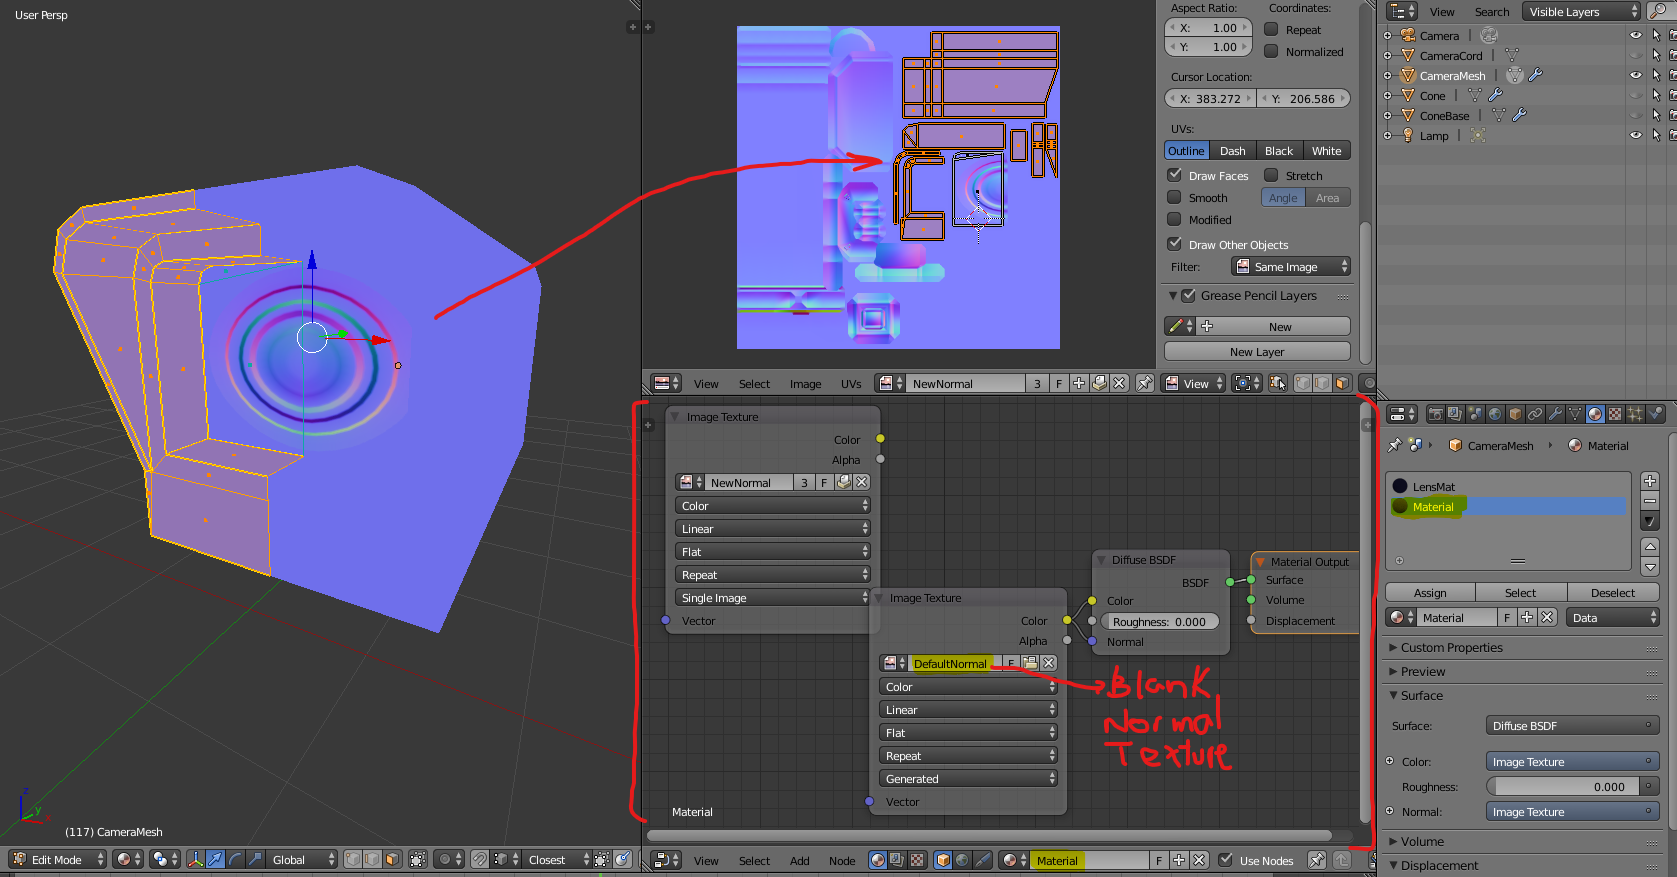 User Persp
(117) CameraMesh
Edit Mode
Global
Closest
Aspect Ratio:
X: 1.00
Y: 1.00
Coordinates:
Repeat
Normalized
Cursor Location:
X: 383.272
Y: 206.586
UVs:
Outline Dash Black White
Draw Faces Stretch
Smooth Angle Area
Modified
Draw Other Objects
Filter: Same Image
Grease Pencil Layers
New
New Layer
View Select Image UVs NewNormal 3 F View
Image Texture
Color
Alpha
NewNormal 3 F
Color
Linear
Flat
Repeat
Single Image
Vector
Image Texture
Color
Alpha
DefaultNormal F
Color
Linear
Flat
Repeat
Generated
Vector
Diffuse BSDF
BSDF
Color
Roughness: 0.000
Normal
Material Output
Surface
Volume
Displacement
Blank
Normal
Texture
Material
View Select Add Node Material F Use Nodes
View Search Visible Layers
Camera
CameraCord
CameraMesh
Cone
ConeBase
Lamp
CameraMesh Material
LensMat
Material
Assign Select Deselect
Material F Data
Custom Properties
Preview
Surface
Surface: Diffuse BSDF
Color: Image Texture
Roughness: 0.000
Normal: Image Texture
Volume
Displacement
z
y